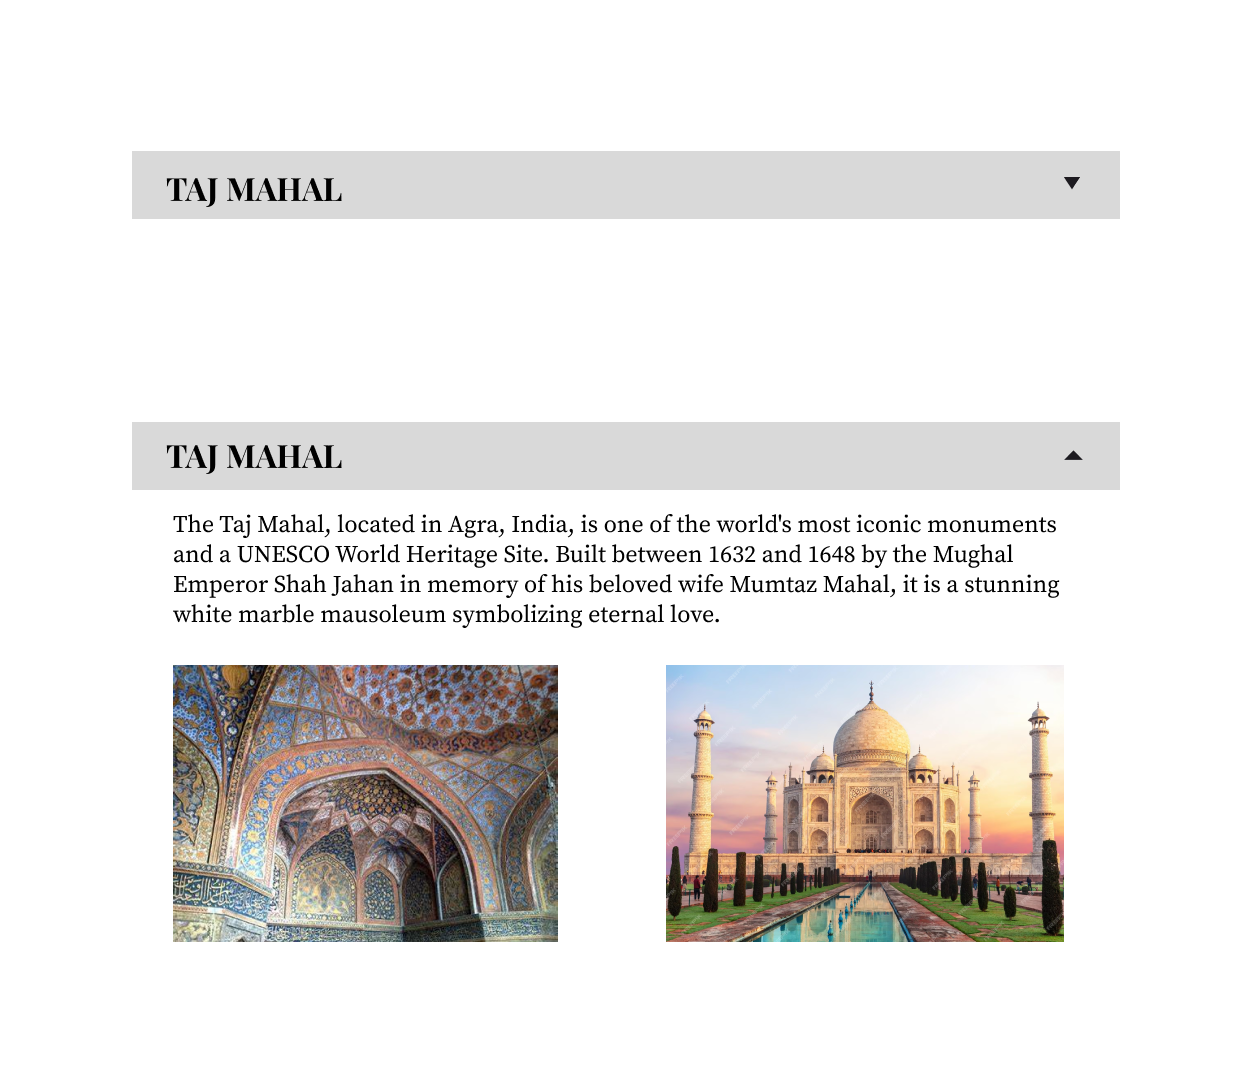 TAJ MAHAL
TAJ MAHAL
The Taj Mahal, located in Agra, India, is one of the world's most iconic monuments
and a UNESCO World Heritage Site. Built between 1632 and 1648 by the Mughal
Emperor Shah Jahan in memory of his beloved wife Mumtaz Mahal, it is a stunning
white marble mausoleum symbolizing eternal love.